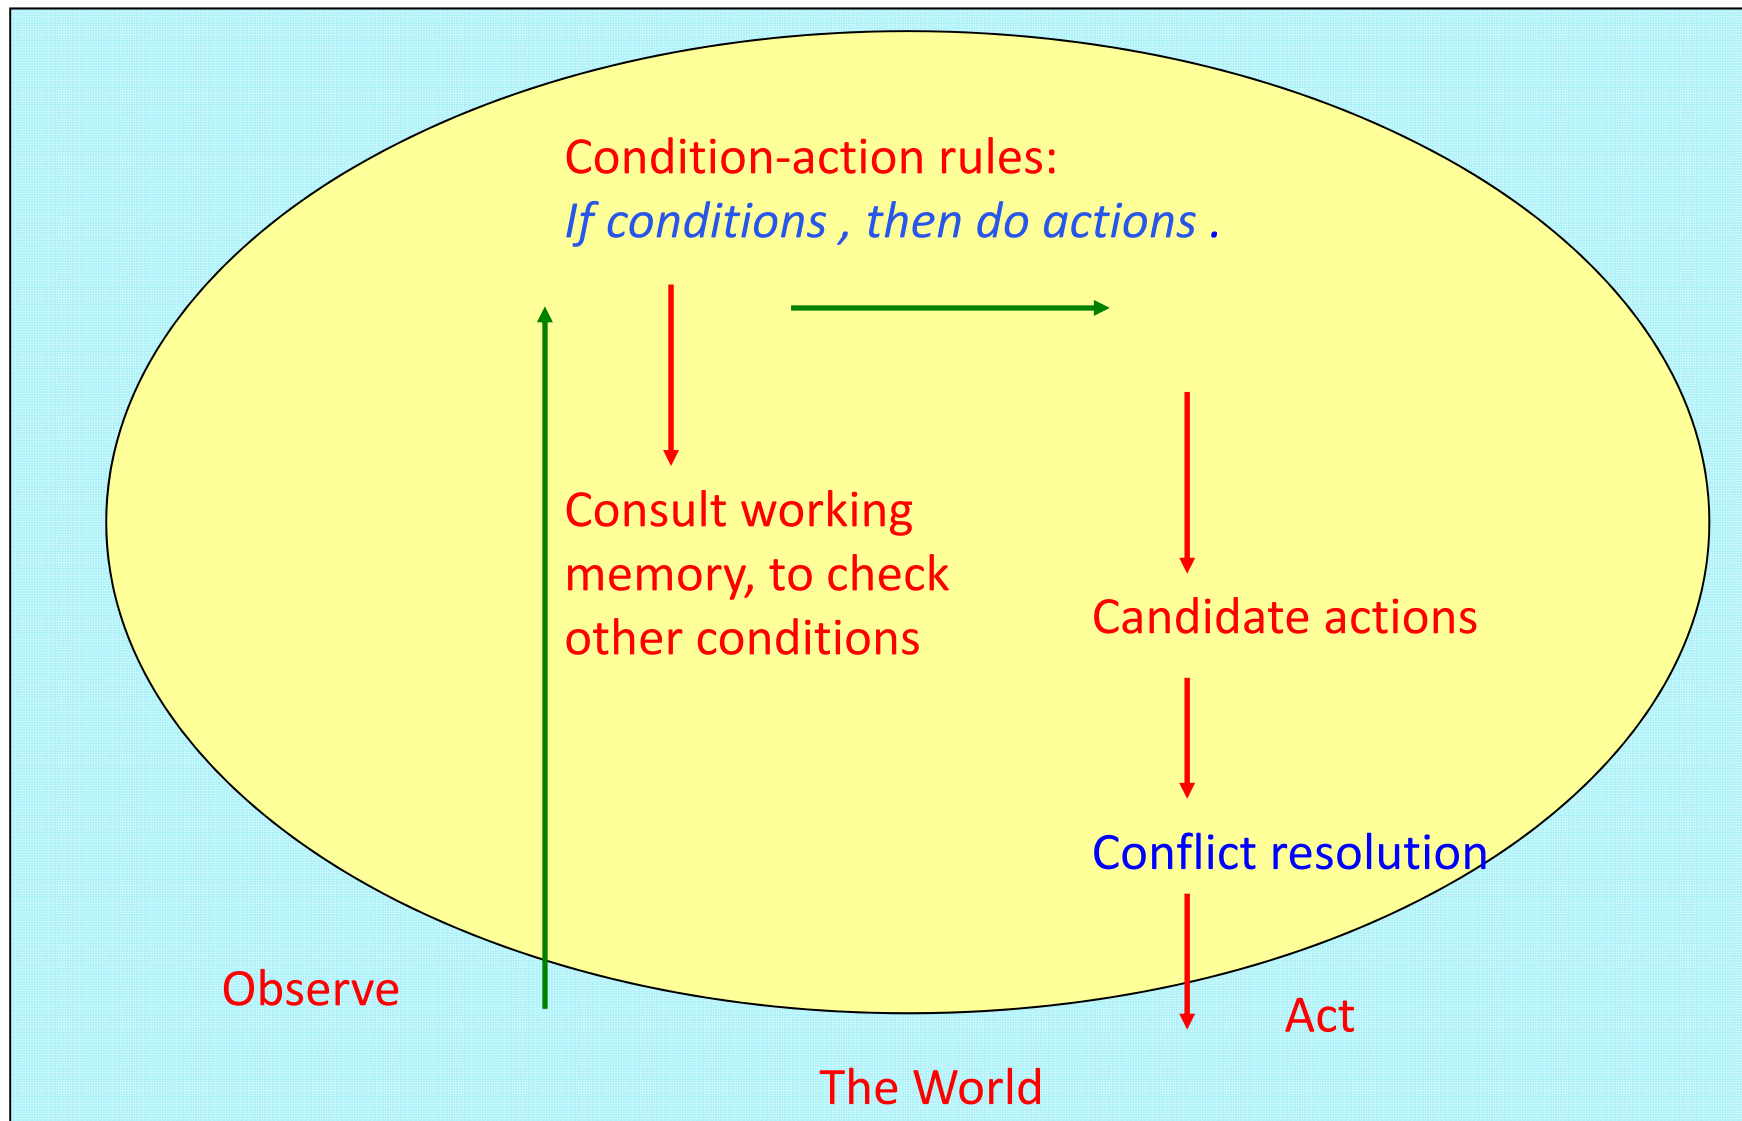 Condition-action rules:
If conditions , then do actions .
Consult working
memory, to check
other conditions
Candidate actions
Conflict resolution
Observe
Act
The World